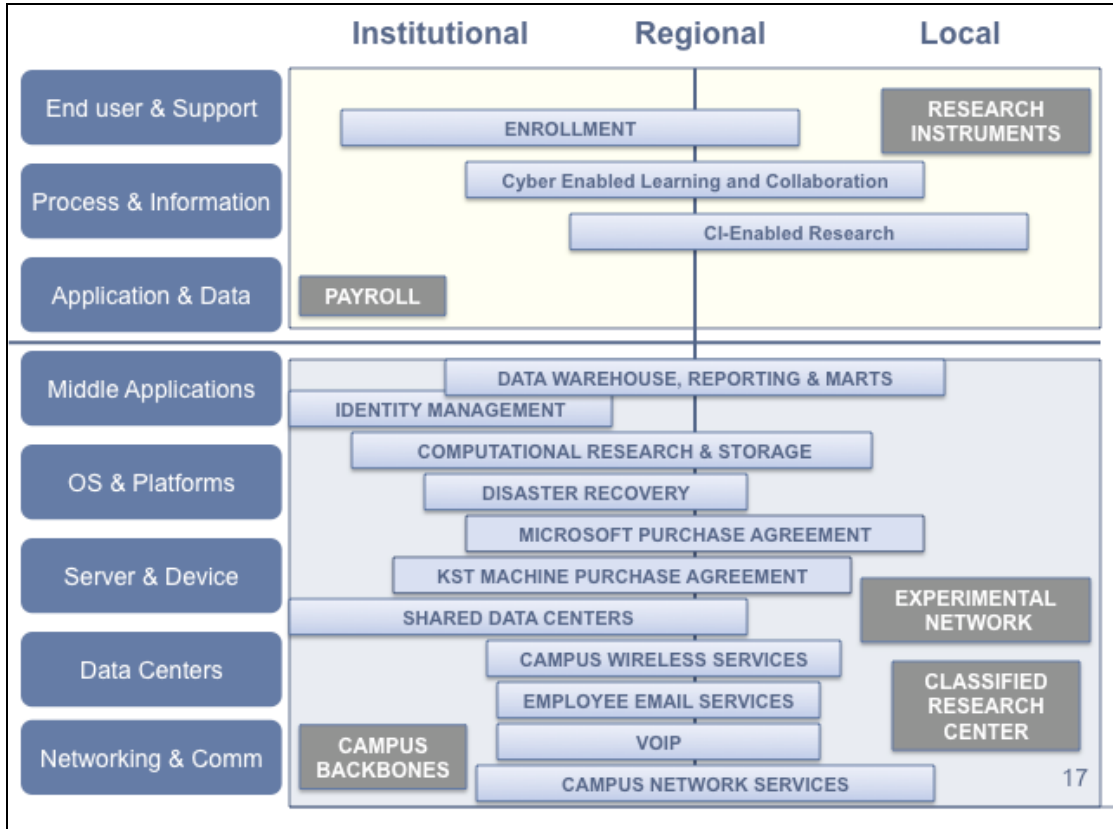 Institutional Regional Local
End user & Support
RESEARCH
INSTRUMENTS
ENROLLMENT
Process & Information
Cyber Enabled Learning and Collaboration
CI-Enabled Research
Application & Data
PAYROLL
Middle Applications
DATA WAREHOUSE, REPORTING & MARTS
IDENTITY MANAGEMENT
COMPUTATIONAL RESEARCH & STORAGE
OS & Platforms
DISASTER RECOVERY
MICROSOFT PURCHASE AGREEMENT
Server & Device
KST MACHINE PURCHASE AGREEMENT
EXPERIMENTAL
NETWORK
SHARED DATA CENTERS
Data Centers
CAMPUS WIRELESS SERVICES
CLASSIFIED
RESEARCH
CENTER
EMPLOYEE EMAIL SERVICES
Networking & Comm
CAMPUS
BACKBONES
VOIP
CAMPUS NETWORK SERVICES
17